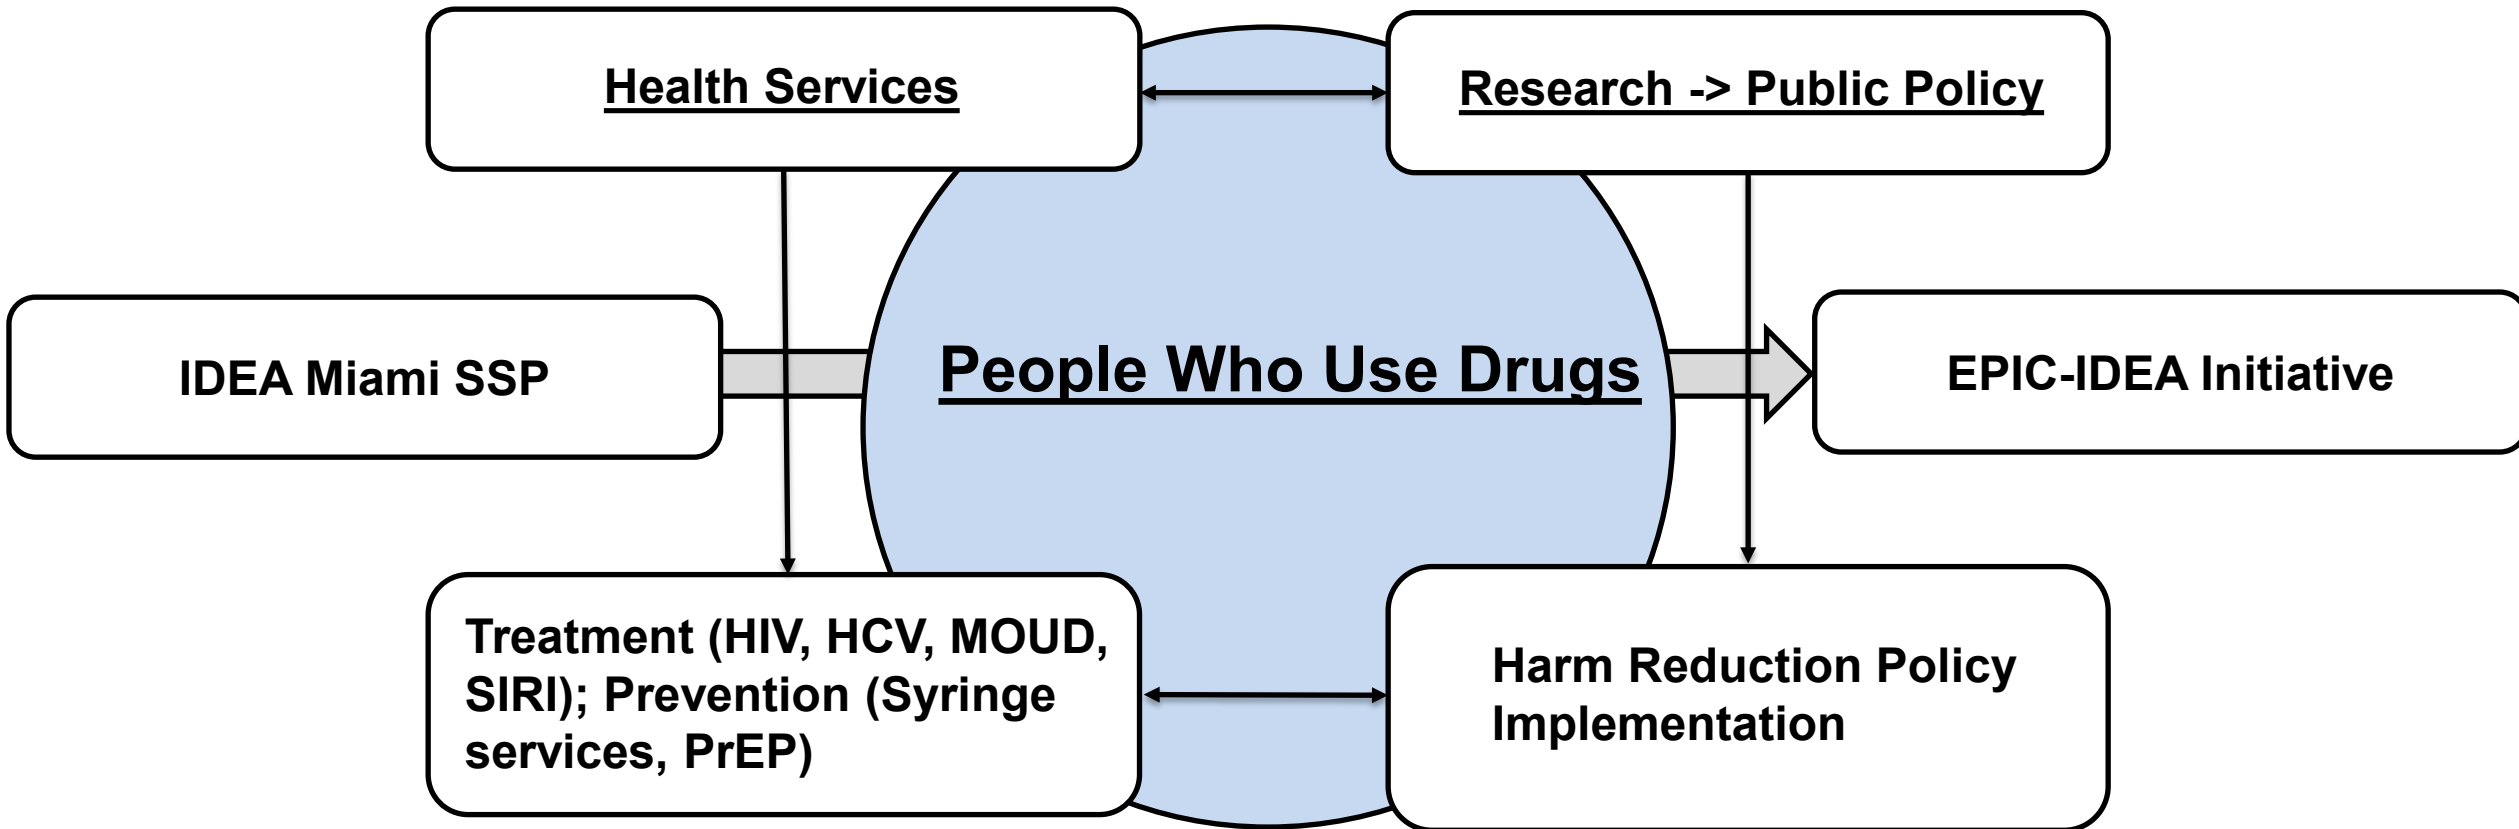 Health Services
Research -> Public Policy
IDEA Miami SSP
People Who Use Drugs
EPIC-IDEA Initiative
Treatment (HIV, HCV, MOUD,
SIRI); Prevention (Syringe
services, PrEP)
Harm Reduction Policy
Implementation